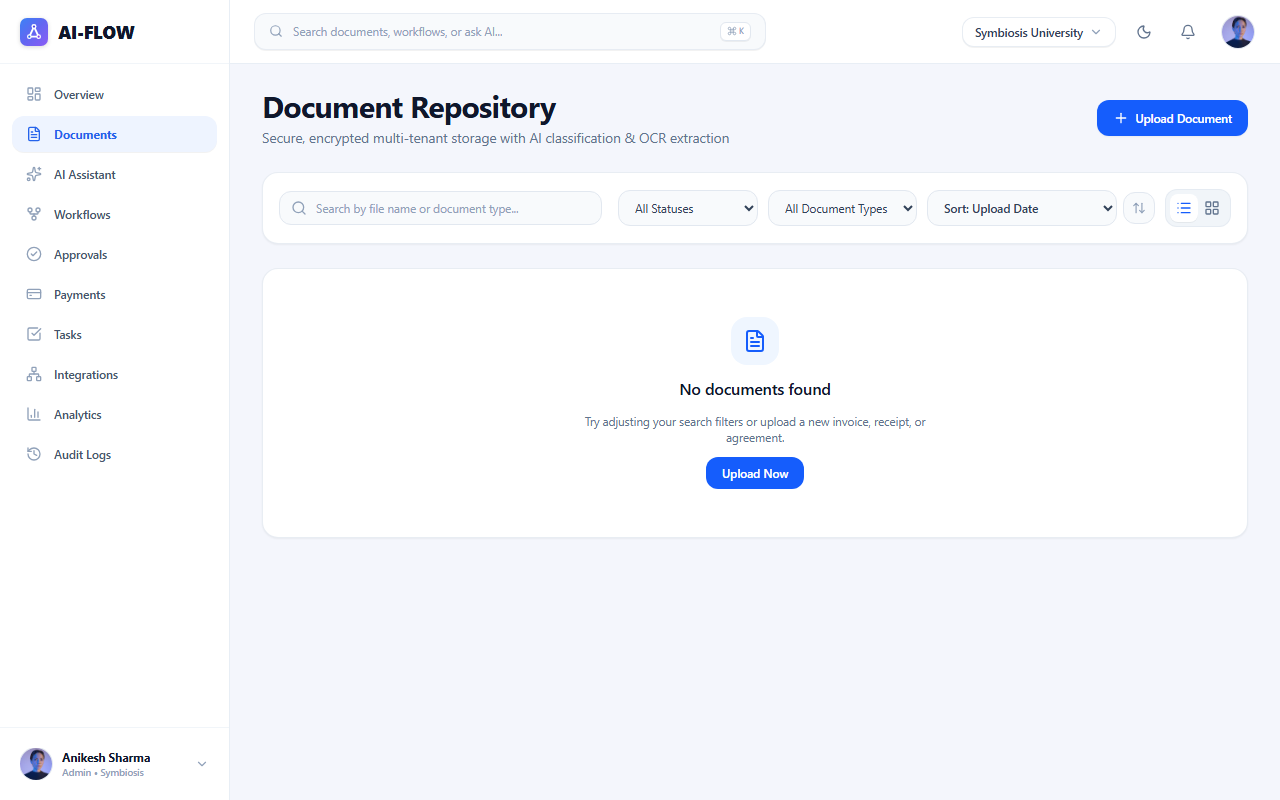 AI-FLOW
Search documents, workflows, or ask AI...
⌘ K
Symbiosis University
Overview
Documents
AI Assistant
Workflows
Approvals
Payments
Tasks
Integrations
Analytics
Audit Logs
Anikesh Sharma
Admin • Symbiosis
Document Repository
Secure, encrypted multi-tenant storage with AI classification & OCR extraction
Upload Document
Search by file name or document type...
All Statuses
All Document Types
Sort: Upload Date
No documents found
Try adjusting your search filters or upload a new invoice, receipt, or
agreement.
Upload Now